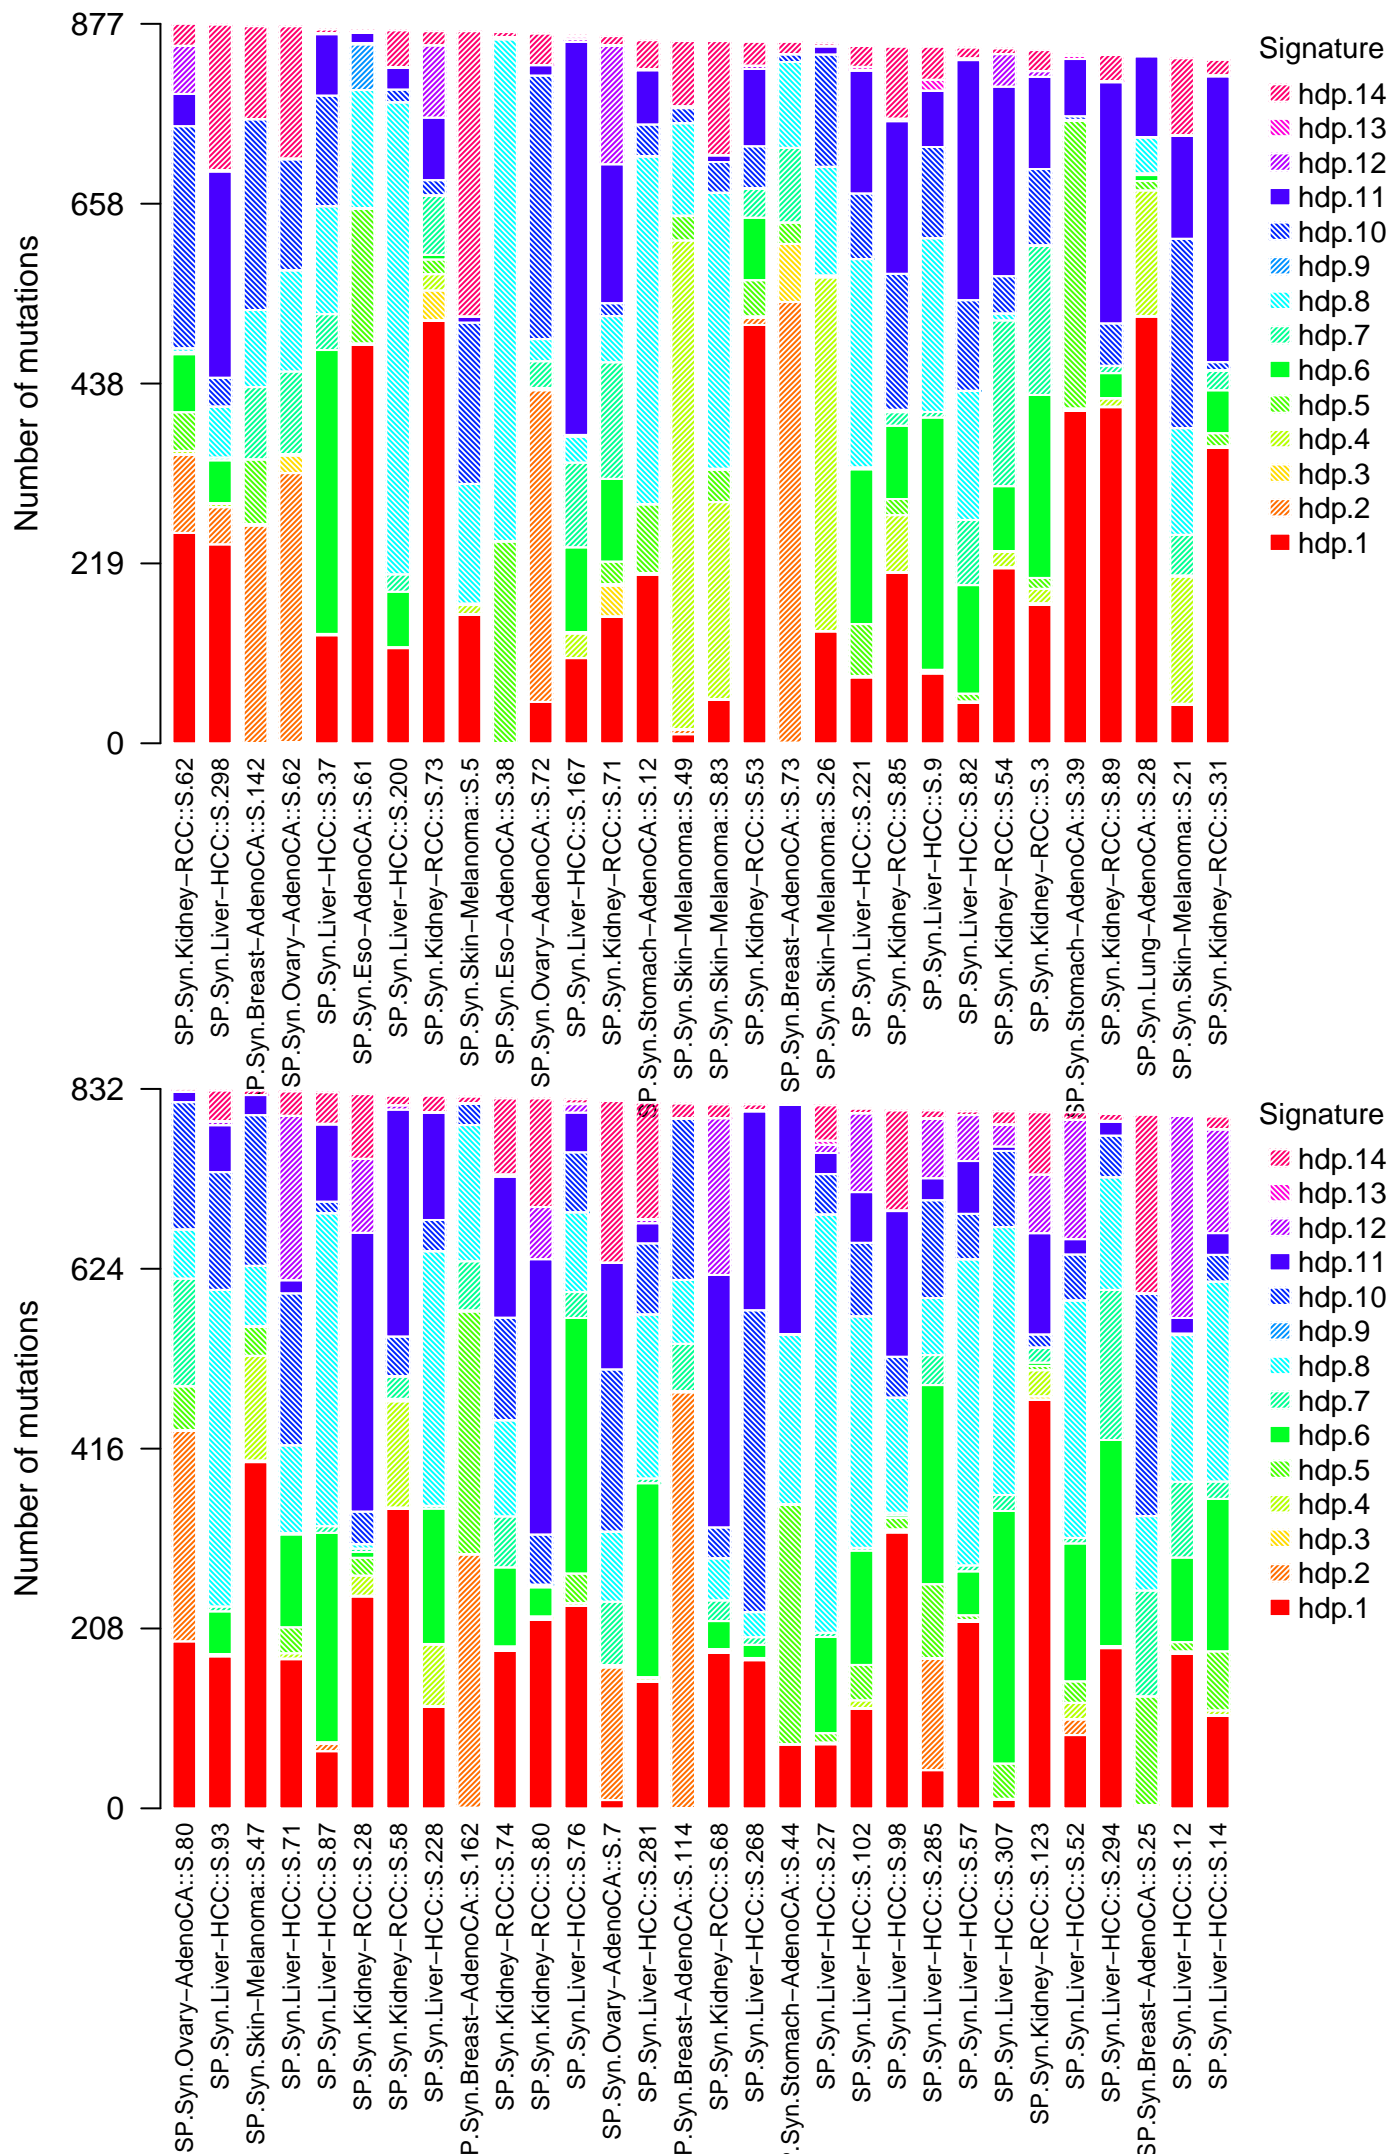 877
658
438
219
0
Number of mutations
Signature
hdp.14
hdp.13
hdp.12
hdp.11
hdp.10
hdp.9
hdp.8
hdp.7
hdp.6
hdp.5
hdp.4
hdp.3
hdp.2
hdp.1
SP.Syn.Kidney−RCC::S.62
SP.Syn.Liver−HCC::S.298
SP.Syn.Breast−AdenoCA::S.142
SP.Syn.Ovary−AdenoCA::S.62
SP.Syn.Liver−HCC::S.37
SP.Syn.Eso−AdenoCA::S.61
SP.Syn.Liver−HCC::S.200
SP.Syn.Kidney−RCC::S.73
SP.Syn.Skin−Melanoma::S.5
SP.Syn.Eso−AdenoCA::S.38
SP.Syn.Ovary−AdenoCA::S.72
SP.Syn.Liver−HCC::S.167
SP.Syn.Kidney−RCC::S.71
SP.Syn.Stomach−AdenoCA::S.12
SP.Syn.Skin−Melanoma::S.49
SP.Syn.Skin−Melanoma::S.83
SP.Syn.Kidney−RCC::S.53
SP.Syn.Breast−AdenoCA::S.73
SP.Syn.Skin−Melanoma::S.26
SP.Syn.Liver−HCC::S.221
SP.Syn.Kidney−RCC::S.85
SP.Syn.Liver−HCC::S.9
SP.Syn.Liver−HCC::S.82
SP.Syn.Kidney−RCC::S.54
SP.Syn.Kidney−RCC::S.3
SP.Syn.Stomach−AdenoCA::S.39
SP.Syn.Kidney−RCC::S.89
SP.Syn.Lung−AdenoCA::S.28
SP.Syn.Skin−Melanoma::S.21
SP.Syn.Kidney−RCC::S.31
832
624
416
208
0
Number of mutations
Signature
hdp.14
hdp.13
hdp.12
hdp.11
hdp.10
hdp.9
hdp.8
hdp.7
hdp.6
hdp.5
hdp.4
hdp.3
hdp.2
hdp.1
SP.Syn.Ovary−AdenoCA::S.80
SP.Syn.Liver−HCC::S.93
SP.Syn.Skin−Melanoma::S.47
SP.Syn.Liver−HCC::S.71
SP.Syn.Liver−HCC::S.87
SP.Syn.Kidney−RCC::S.28
SP.Syn.Kidney−RCC::S.58
SP.Syn.Liver−HCC::S.228
SP.Syn.Breast−AdenoCA::S.162
SP.Syn.Kidney−RCC::S.74
SP.Syn.Kidney−RCC::S.80
SP.Syn.Liver−HCC::S.76
SP.Syn.Ovary−AdenoCA::S.7
SP.Syn.Liver−HCC::S.281
P.Syn.Breast−AdenoCA::S.114
SP.Syn.Kidney−RCC::S.68
SP.Syn.Liver−HCC::S.268
.Syn.Stomach−AdenoCA::S.44
SP.Syn.Liver−HCC::S.27
SP.Syn.Liver−HCC::S.102
SP.Syn.Liver−HCC::S.98
SP.Syn.Liver−HCC::S.285
SP.Syn.Liver−HCC::S.57
SP.Syn.Liver−HCC::S.307
SP.Syn.Kidney−RCC::S.123
SP.Syn.Liver−HCC::S.52
SP.Syn.Liver−HCC::S.294
SP.Syn.Breast−AdenoCA::S.25
SP.Syn.Liver−HCC::S.12
SP.Syn.Liver−HCC::S.14